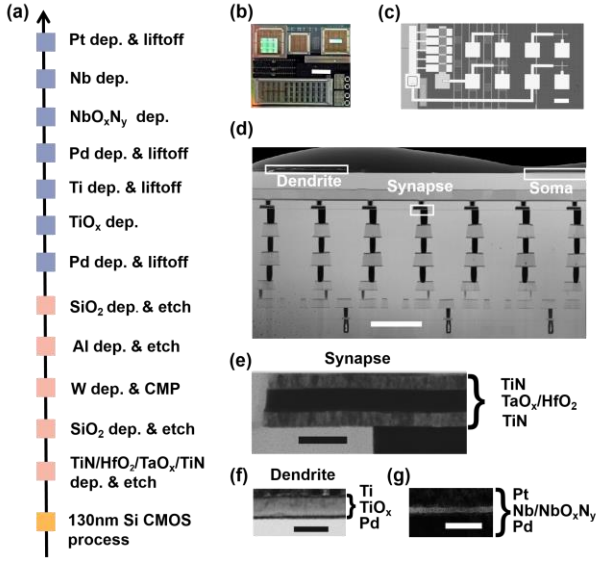 (a)
Pt dep. & liftoff
Nb dep.
NbOxNy dep.
Pd dep. & liftoff
Ti dep. & liftoff
TiOx dep.
Pd dep. & liftoff
SiO2 dep. & etch
Al dep. & etch
W dep. & CMP
SiO2 dep. & etch
TiN/HfO2/TaOx/TiN
dep. & etch
130nm Si CMOS
process
(b)
(c)
(d)
Dendrite
Synapse
Soma
(e)
Synapse
TiN
TaOx/HfO2
TiN
(f)
Dendrite
Ti
TiOx
Pd
(g)
Pt
Nb/NbOxNy
Pd